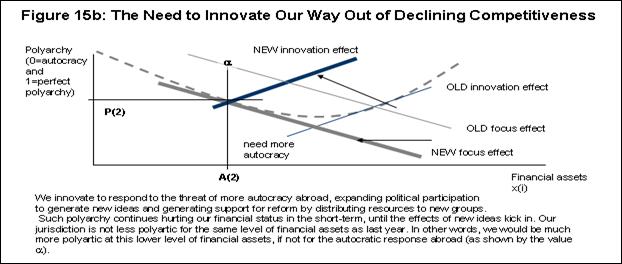 Figure 15b: The Need to Innovate Our Way Out of Declining Competitiveness
Polyarchy
(0=autocracy
and
1=perfect
polyarchy)
NEW innovation effect
α
OLD innovation effect
P(2)
OLD focus effect
need more
autocracy
NEW focus effect
A(2)
Financial assets
x(i)
We innovate to respond to the threat of more autocracy abroad, expanding political participation
to generate new ideas and generating support for reform by distributing resources to new groups.
Such polyarchy continues hurting our financial status in the short-term, until the effects of new ideas kick in. Our
jurisdiction is not less polyartic for the same level of financial assets as last year. In other words, we would be much
more polyartic at this lower level of financial assets, if not for the autocratic response abroad (as shown by the value
α).